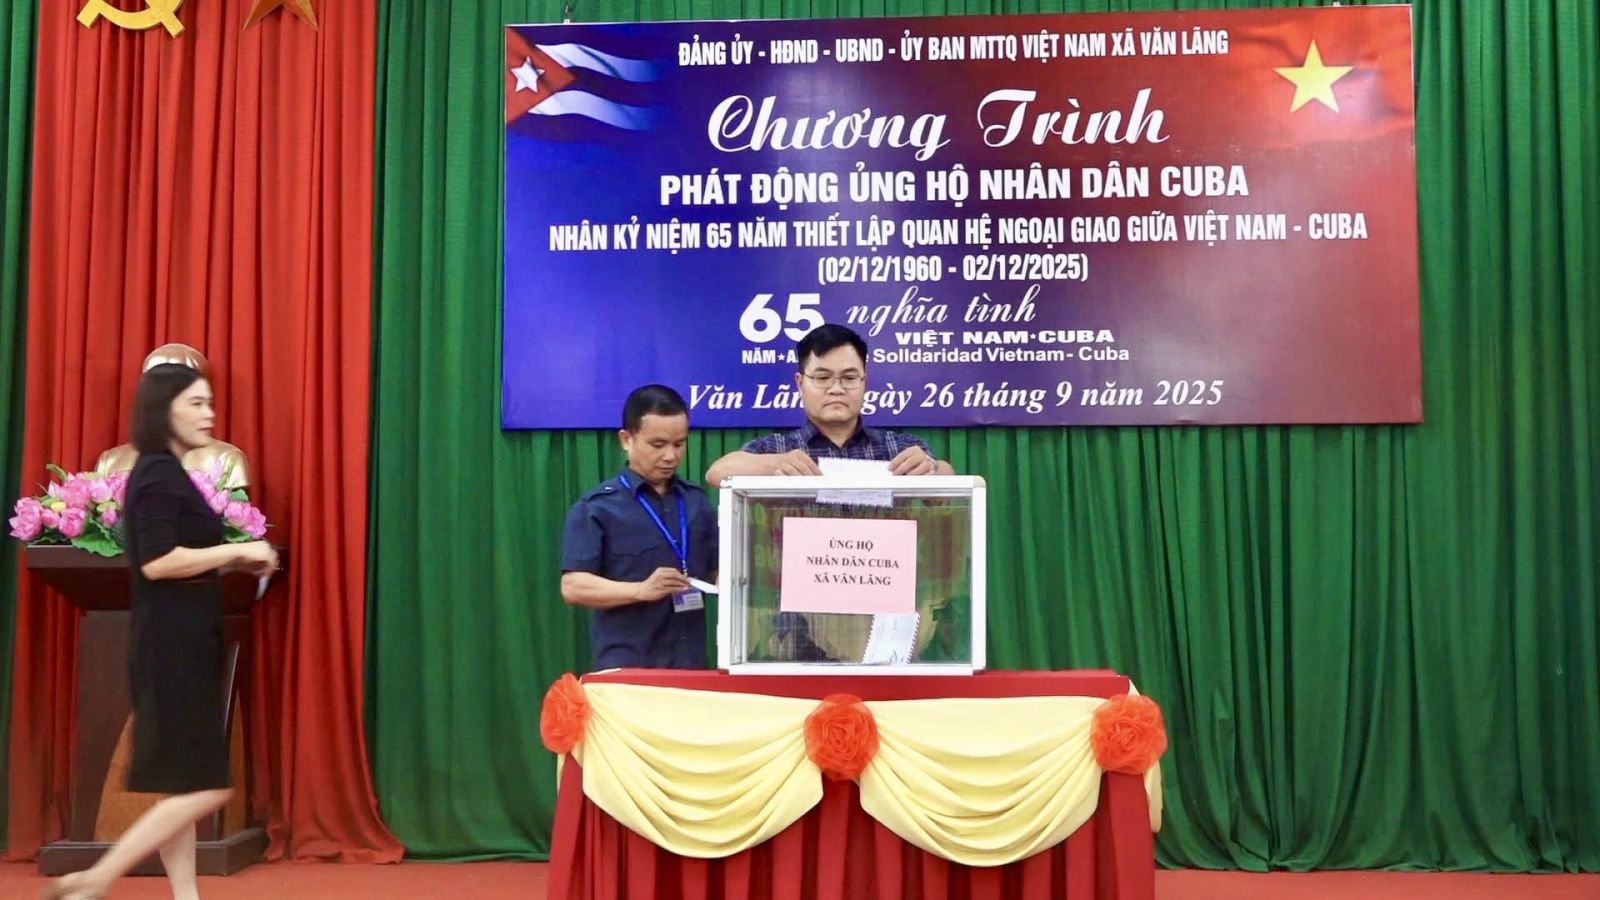 ĐẢNG ỦY - HĐND - UBND - ỦY BAN MTTQ VIỆT NAM XÃ VĂN LÃNG
Chương Trình
PHÁT ĐỘNG ỦNG HỘ NHÂN DÂN CUBA
NHÂN KỶ NIỆM 65 NĂM THIẾT LẬP QUAN HỆ NGOẠI GIAO GIỮA VIỆT NAM - CUBA
(02/12/1960 - 02/12/2025)
65 nghĩa tình
VIỆT NAM★CUBA
NĂM★ Solldaridad Vietnam - Cuba
Văn 26 tháng 9 năm 2025
ỦNG HỘ
NHÂN DÂN CUBA
XÃ VĂN LÃNG